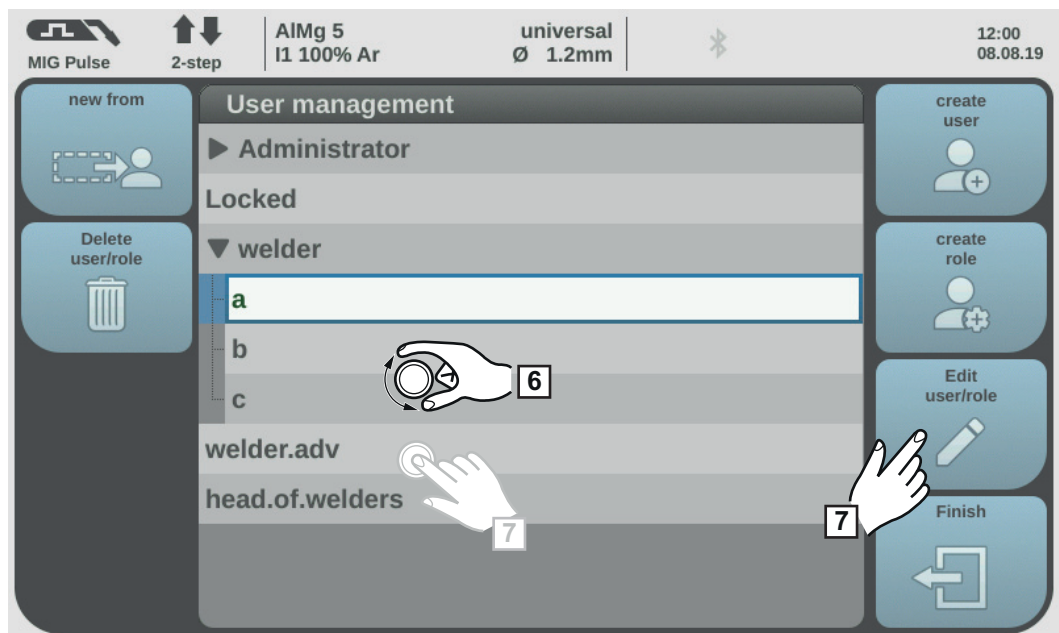 MIG Pulse
2-step
AlMg 5
I1 100% Ar
universal
Ø 1.2mm
12:00
08.08.19
new from
Delete
user/role
User management
Administrator
Locked
welder
a
b
c
welder.adv
head.of.welders
6
7
7
create
user
create
role
Edit
user/role
Finish